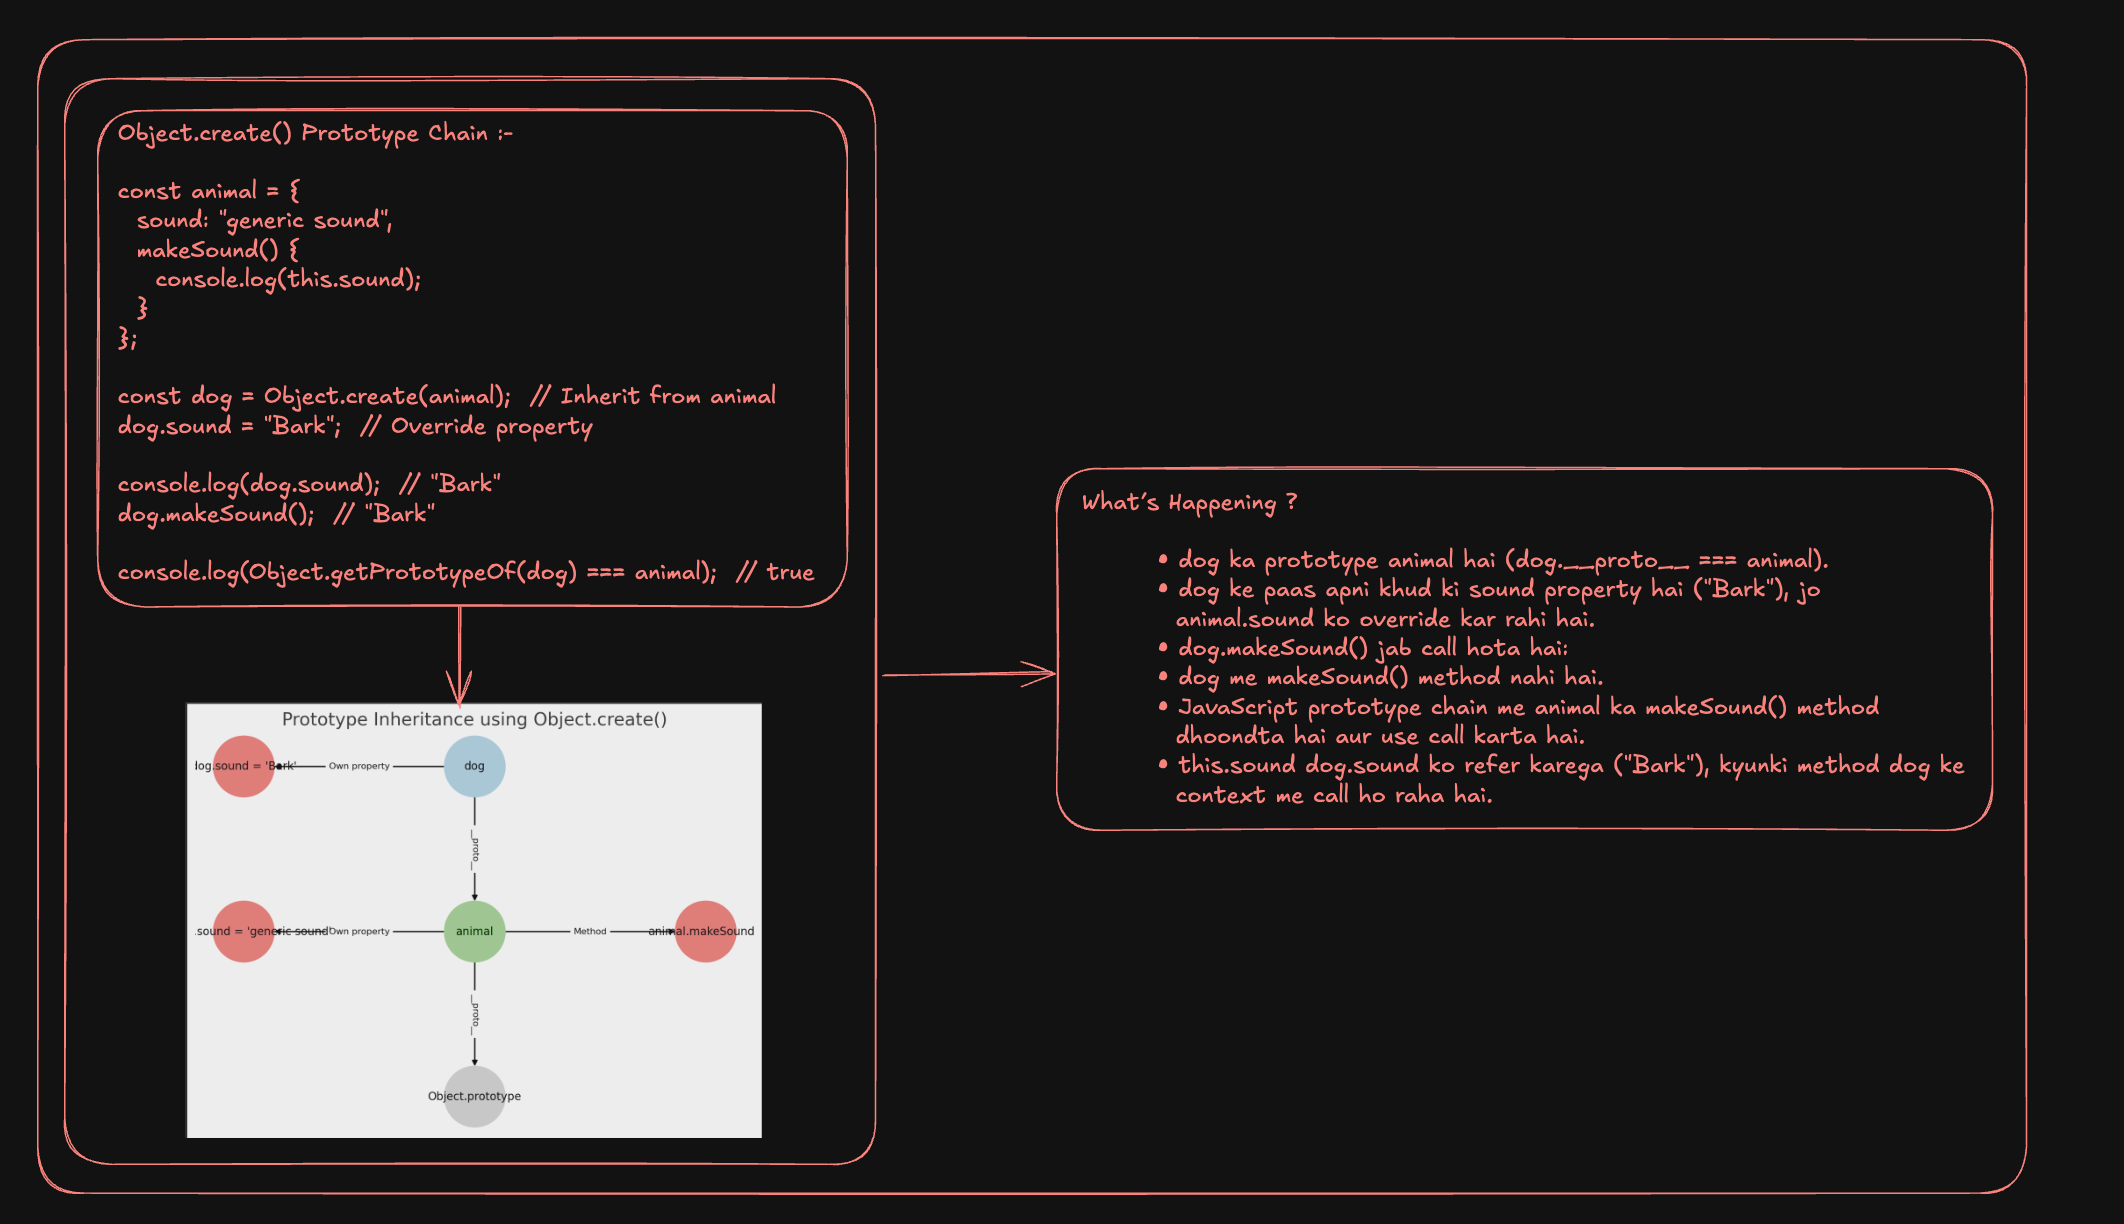 Object.create() Prototype Chain :-
const animal = {
sound: "generic sound",
makeSound() {
console.log(this.sound);
}
};
const dog = Object.create(animal); // Inherit from animal
dog.sound = "Bark"; // Override property
console.log(dog.sound); // "Bark"
dog.makeSound(); // "Bark"
console.log(Object.getPrototypeOf(dog) === animal); // true
Prototype Inheritance using Object.create()
log.sound = 'Bark'
Own property
dog
__proto__
.sound = 'generic sound'
Own property
animal
Method
animal.makeSound
__proto__
Object.prototype
What's Happening ?
• dog ka prototype animal hai (dog.__proto__ === animal).
• dog ke paas apni khud ki sound property hai ("Bark"), jo
animal.sound ko override kar rahi hai.
• dog.makeSound() jab call hota hai:
• dog me makeSound() method nahi hai.
• JavaScript prototype chain me animal ka makeSound() method
dhoondta hai aur use call karta hai.
• this.sound dog.sound ko refer karega ("Bark"), kyunki method dog ke
context me call ho raha hai.